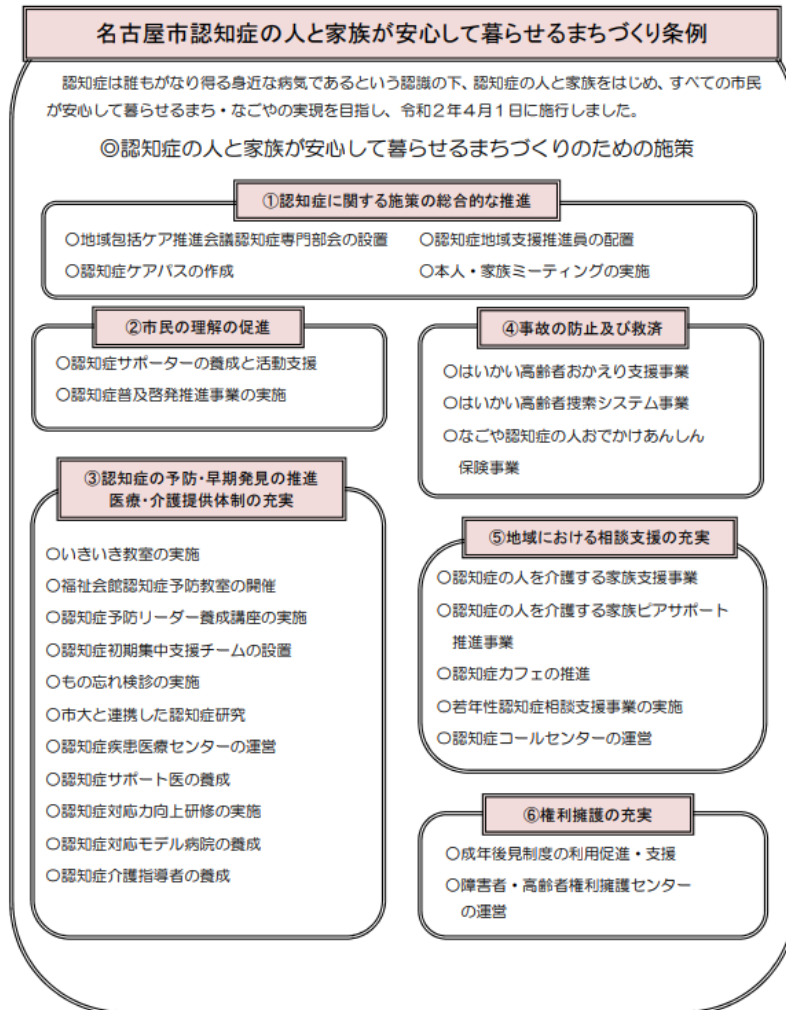 名古屋市認知症の人と家族が安心して暮らせるまちづくり条例
認知症は誰もがなり得る身近な病気であるという認識の下、認知症の人と家族をはじめ、すべての市民
が安心して暮らせるまち・なごやの実現を目指し、令和２年４月１日に施行しました。
◎認知症の人と家族が安心して暮らせるまちづくりのための施策
①認知症に関する施策の総合的な推進
〇地域包括ケア推進会議認知症専門部会の設置
〇認知症地域支援推進員の配置
〇認知症ケアパスの作成
〇本人・家族ミーティングの実施
②市民の理解の促進
〇認知症サポーターの養成と活動支援
〇認知症普及啓発推進事業の実施
③認知症の予防・早期発見の推進
医療・介護提供体制の充実
〇いきいき教室の実施
〇福祉会館認知症予防教室の開催
〇認知症予防リーダー養成講座の実施
〇認知症初期集中支援チームの設置
〇もの忘れ検診の実施
〇市大と連携した認知症研究
〇認知症疾患医療センターの運営
〇認知症サポート医の養成
〇認知症対応力向上研修の実施
〇認知症対応モデル病院の養成
〇認知症介護指導者の養成
④事故の防止及び救済
〇はいかい高齢者おかえり支援事業
〇はいかい高齢者捜索システム事業
〇なごや認知症の人おでかけあんしん
保険事業
⑤地域における相談支援の充実
〇認知症の人を介護する家族支援事業
〇認知症の人を介護する家族ピアサポート
推進事業
〇認知症カフェの推進
〇若年性認知症相談支援事業の実施
〇認知症コールセンターの運営
⑥権利擁護の充実
〇成年後見制度の利用促進・支援
〇障害者・高齢者権利擁護センター
の運営